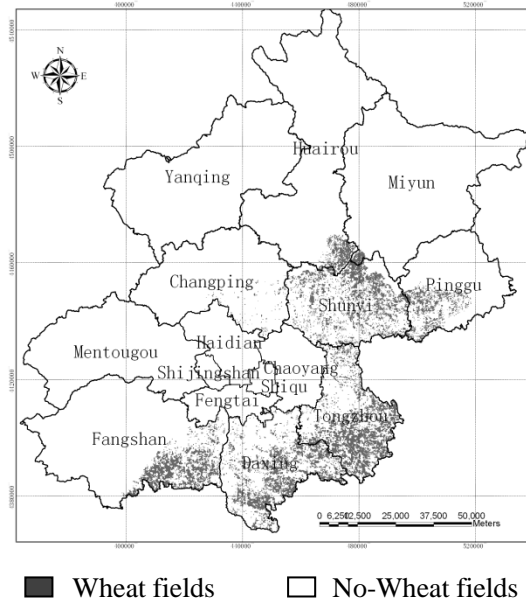 N
W E
S
Huairou
Yanqing
Miyun
Changping
Pinggu
Shunyi
Haidian
Mentougou
Chaoyang
Shijingshan
Shiqu
Fengtai
Tongzhou
Fangshan
Daxing
0 6,250 12,500 25,000 37,500 50,000
Meters
Wheat fields No-Wheat fields